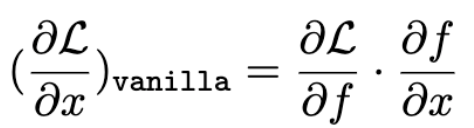 (∂ℒ/∂x)_vanilla = ∂ℒ/∂f · ∂f/∂x